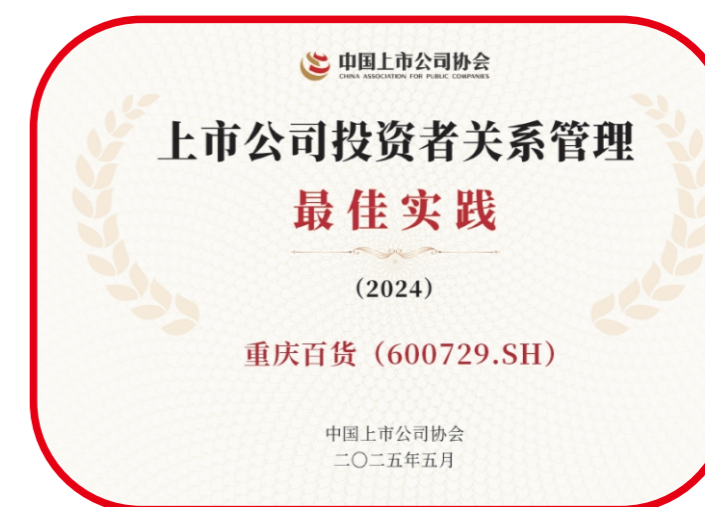 中国上市公司协会
CHINA ASSOCIATION FOR PUBLIC COMPANIES
上市公司投资者关系管理
最佳实践
（2024）
重庆百货（600729.SH）
中国上市公司协会
二〇二五年五月